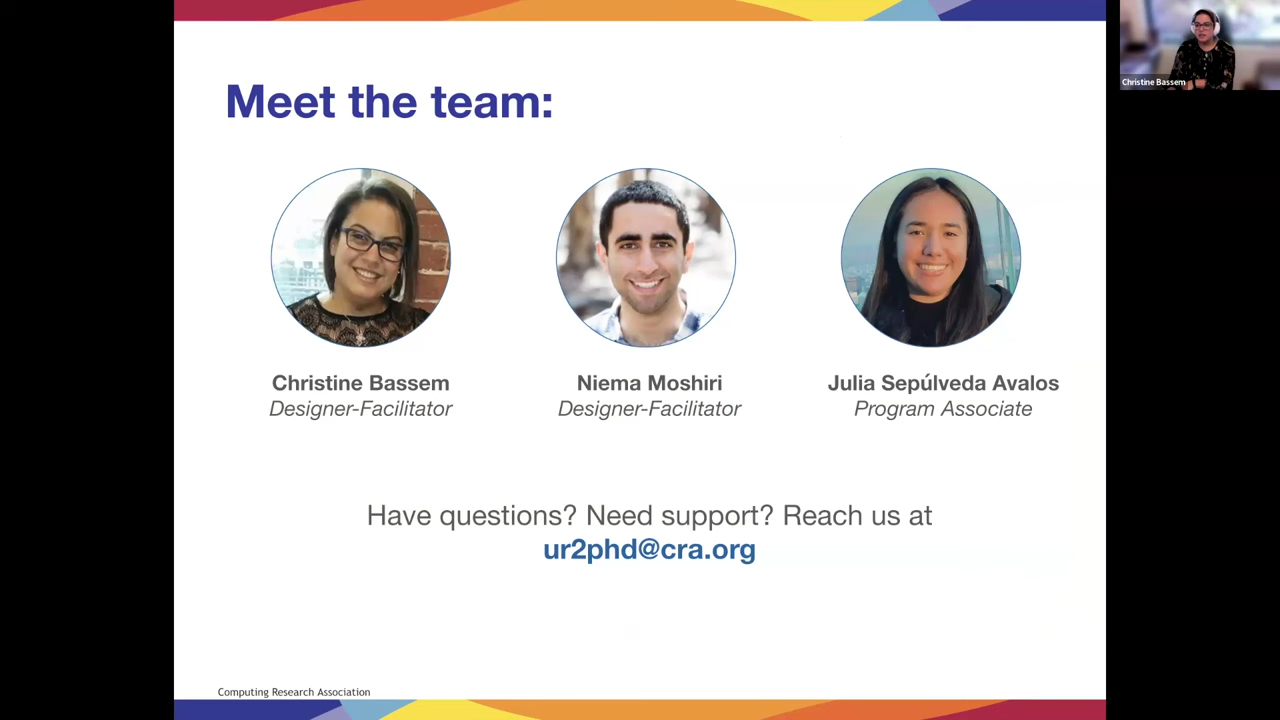 Meet the team:
Christine Bassem
Christine Bassem
Designer-Facilitator
Niema Moshiri
Designer-Facilitator
Julia Sepúlveda Avalos
Program Associate
Have questions? Need support? Reach us at
ur2phd@cra.org
Computing Research Association